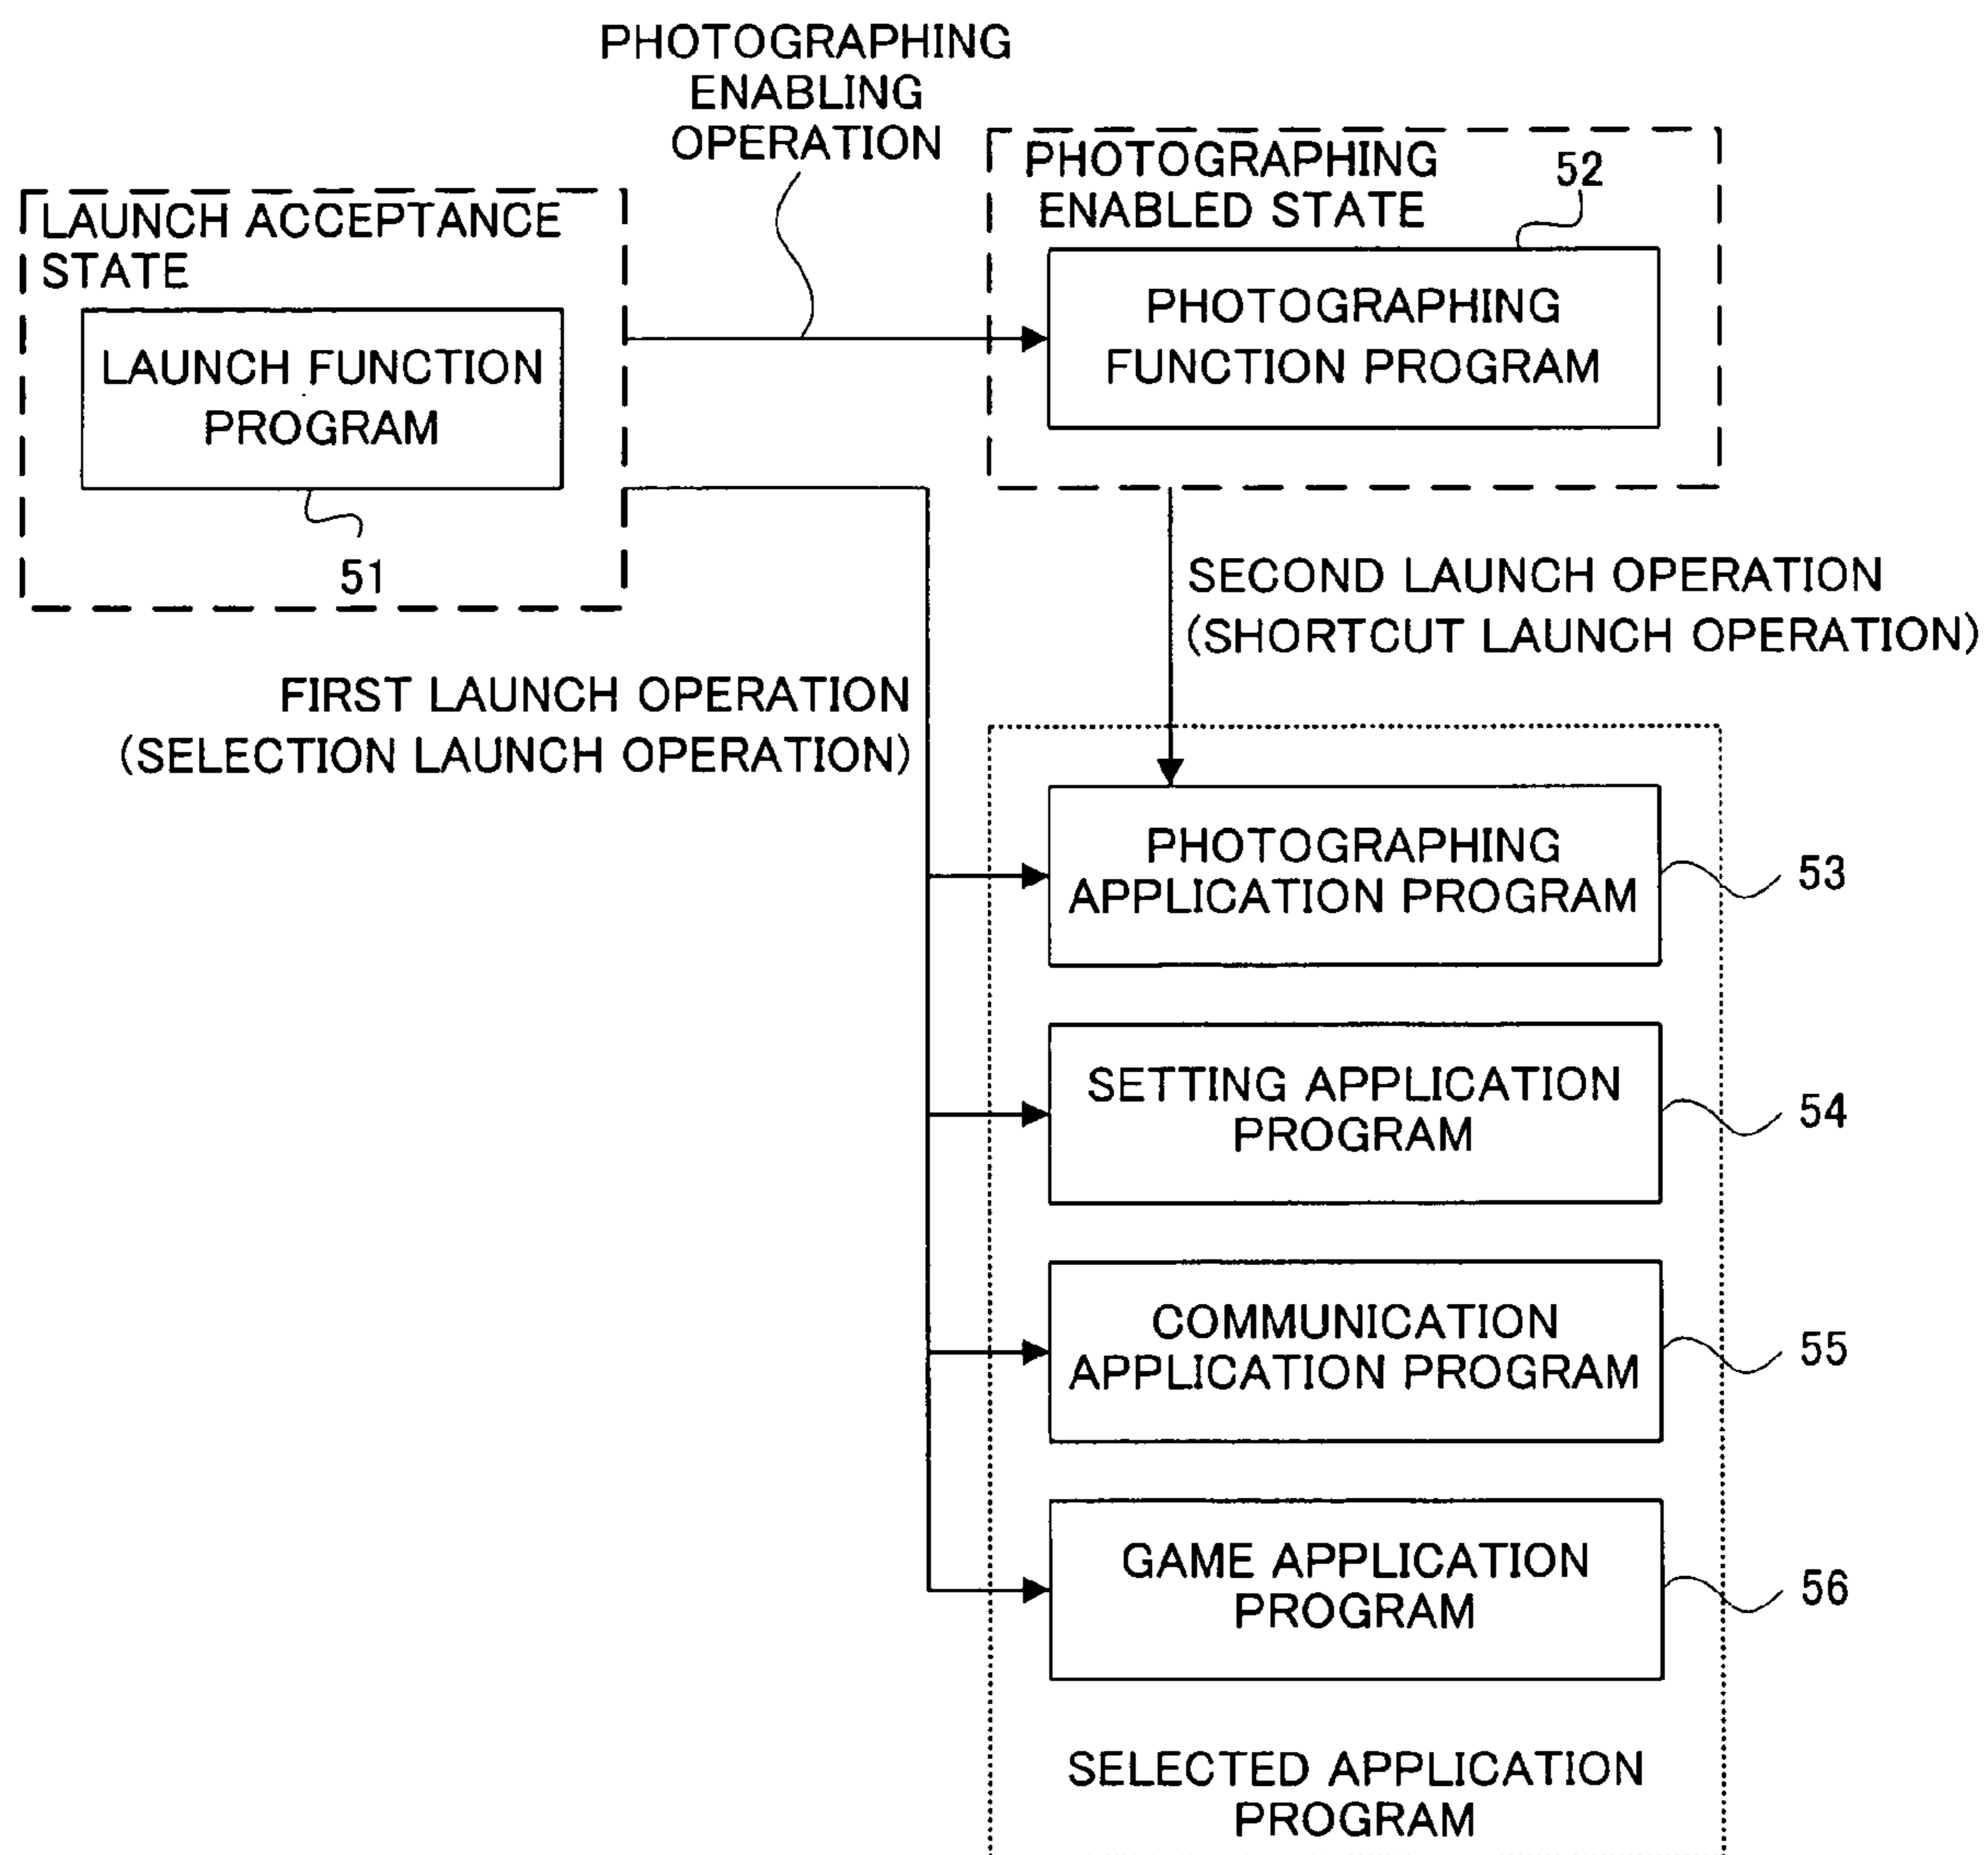 PHOTOGRAPHING
ENABLING
OPERATION
PHOTOGRAPHING
ENABLED STATE
52
LAUNCH ACCEPTANCE
STATE
PHOTOGRAPHING
FUNCTION PROGRAM
LAUNCH FUNCTION
PROGRAM
51
SECOND LAUNCH OPERATION
(SHORTCUT LAUNCH OPERATION)
FIRST LAUNCH OPERATION
(SELECTION LAUNCH OPERATION)
PHOTOGRAPHING
APPLICATION PROGRAM
53
SETTING APPLICATION
PROGRAM
54
COMMUNICATION
APPLICATION PROGRAM
55
GAME APPLICATION
PROGRAM
56
SELECTED APPLICATION
PROGRAM